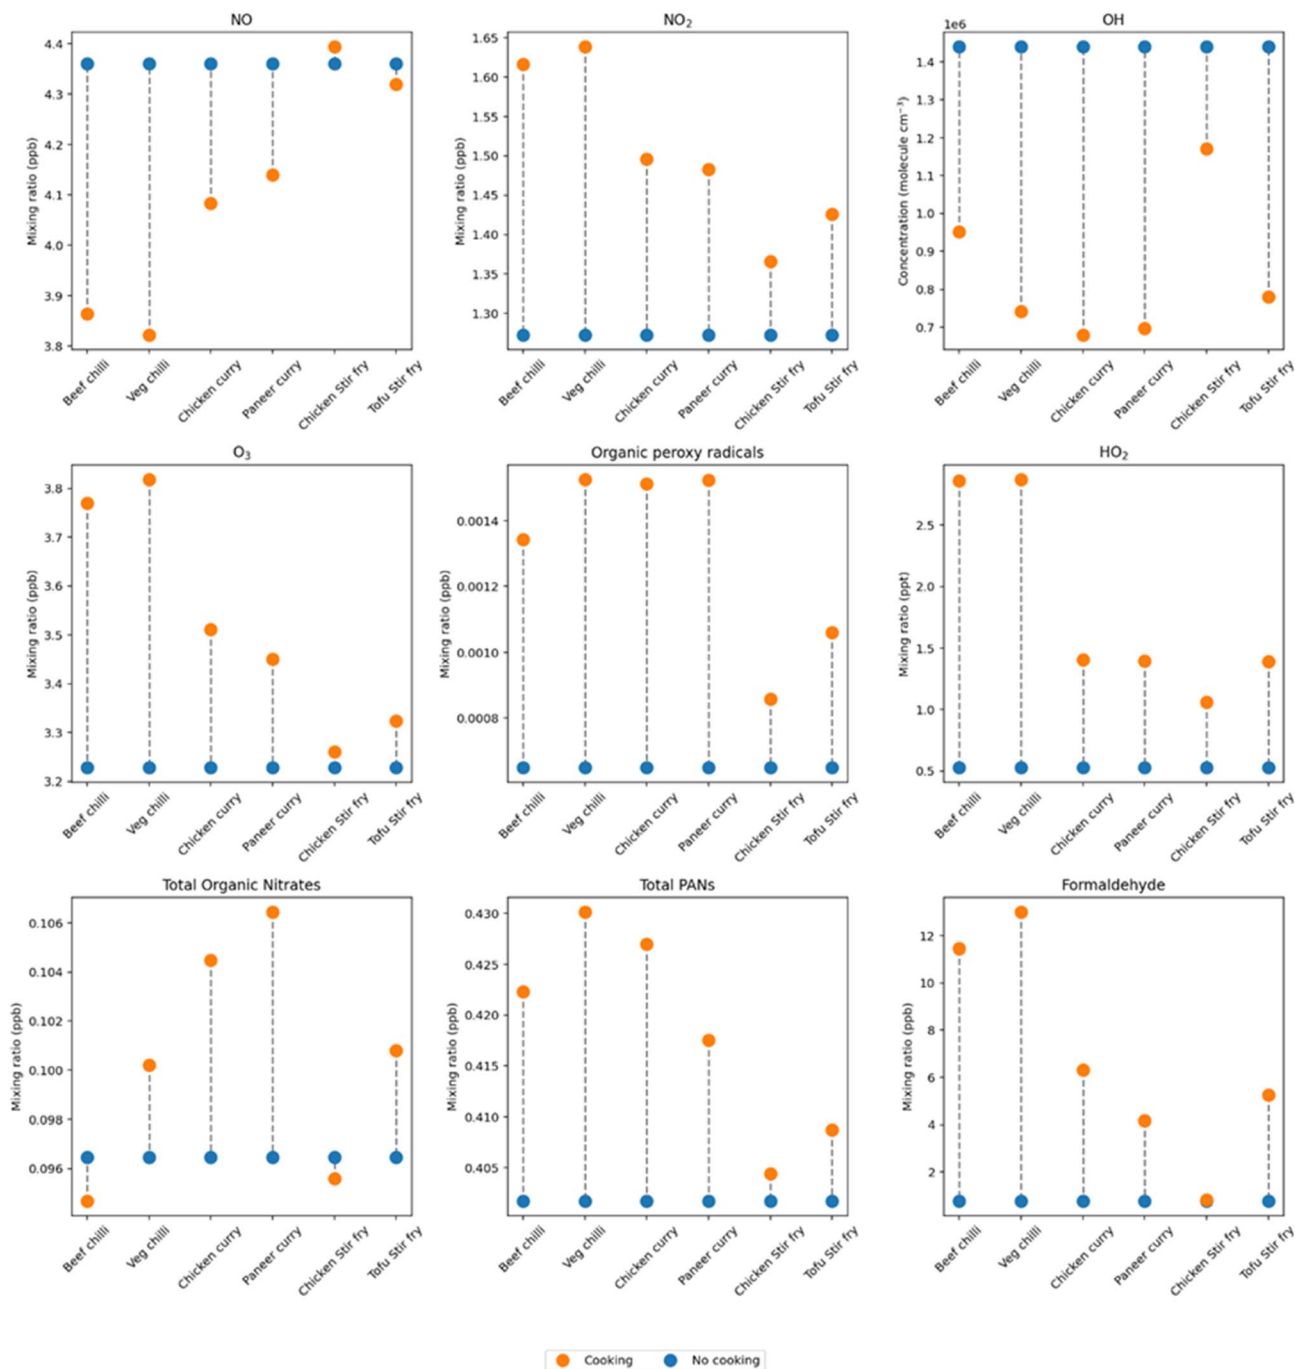 NO
Mixing ratio (ppb)
4.4
4.3
4.2
4.1
4.0
3.9
3.8
Beef chilli
Veg chilli
Chicken curry
Paneer curry
Chicken Stir fry
Tofu Stir fry
NO₂
Mixing ratio (ppb)
1.65
1.60
1.55
1.50
1.45
1.40
1.35
1.30
Beef chilli
Veg chilli
Chicken curry
Paneer curry
Chicken Stir fry
Tofu Stir fry
OH
1e6
Concentration (molecule cm⁻³)
1.4
1.3
1.2
1.1
1.0
0.9
0.8
0.7
Beef chilli
Veg chilli
Chicken curry
Paneer curry
Chicken Stir fry
Tofu Stir fry
O₃
Mixing ratio (ppb)
3.8
3.7
3.6
3.5
3.4
3.3
3.2
Beef chilli
Veg chilli
Chicken curry
Paneer curry
Chicken Stir fry
Tofu Stir fry
Organic peroxy radicals
Mixing ratio (ppb)
0.0014
0.0012
0.0010
0.0008
Beef chilli
Veg chilli
Chicken curry
Paneer curry
Chicken Stir fry
Tofu Stir fry
HO₂
Mixing ratio (ppt)
2.5
2.0
1.5
1.0
0.5
Beef chilli
Veg chilli
Chicken curry
Paneer curry
Chicken Stir fry
Tofu Stir fry
Total Organic Nitrates
Mixing ratio (ppb)
0.106
0.104
0.102
0.100
0.098
0.096
Beef chilli
Veg chilli
Chicken curry
Paneer curry
Chicken Stir fry
Tofu Stir fry
Total PANs
Mixing ratio (ppb)
0.430
0.425
0.420
0.415
0.410
0.405
Beef chilli
Veg chilli
Chicken curry
Paneer curry
Chicken Stir fry
Tofu Stir fry
Formaldehyde
Mixing ratio (ppb)
12
10
8
6
4
2
Beef chilli
Veg chilli
Chicken curry
Paneer curry
Chicken Stir fry
Tofu Stir fry
Cooking
No cooking